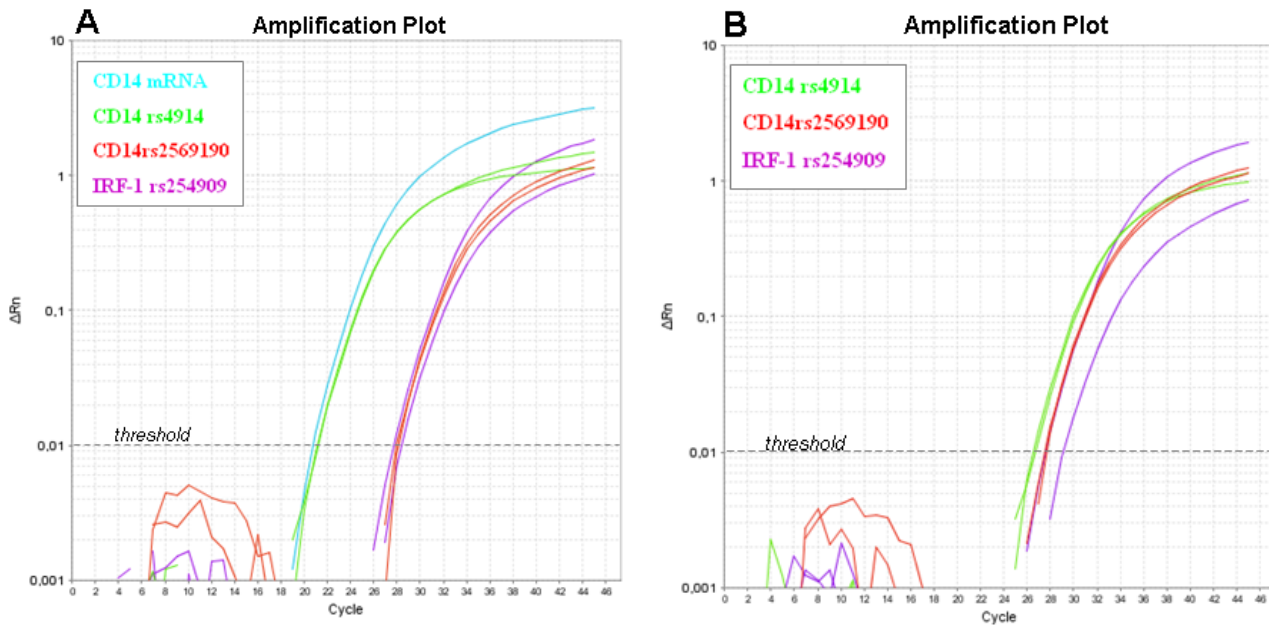 A
Amplification Plot
10
1
0.1
0,01
0,001
ΔRn
CD14 mRNA
CD14 rs4914
CD14rs2569190
IRF-1 rs254909
threshold
0 2 4 6 8 10 12 14 16 18 20 22 24 26 28 30 32 34 36 38 40 42 44 46
Cycle
B
Amplification Plot
10
1
0.1
0,01
0,001
ΔRn
CD14 rs4914
CD14rs2569190
IRF-1 rs254909
threshold
0 2 4 6 8 10 12 14 16 18 20 22 24 26 28 30 32 34 36 38 40 42 44 46
Cycle